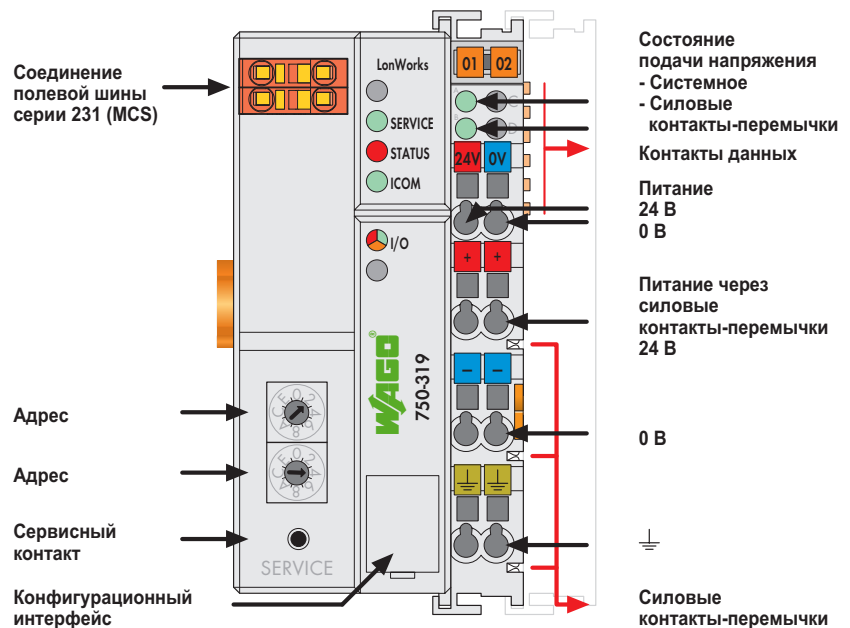 Соединение
полевой шины
серии 231 (MCS)
Адрес
Адрес
Сервисный
контакт
Конфигурационный
интерфейс
LonWorks
SERVICE
STATUS
ICOM
I/O
WAGO
750-319
SERVICE
01 02
A C
B D
24V 0V
+ +
− −
Состояние
подачи напряжения
- Системное
- Силовые
контакты-перемычки
Контакты данных
Питание
24 В
0 В
Питание через
силовые
контакты-перемычки
24 В
0 В
Силовые
контакты-перемычки